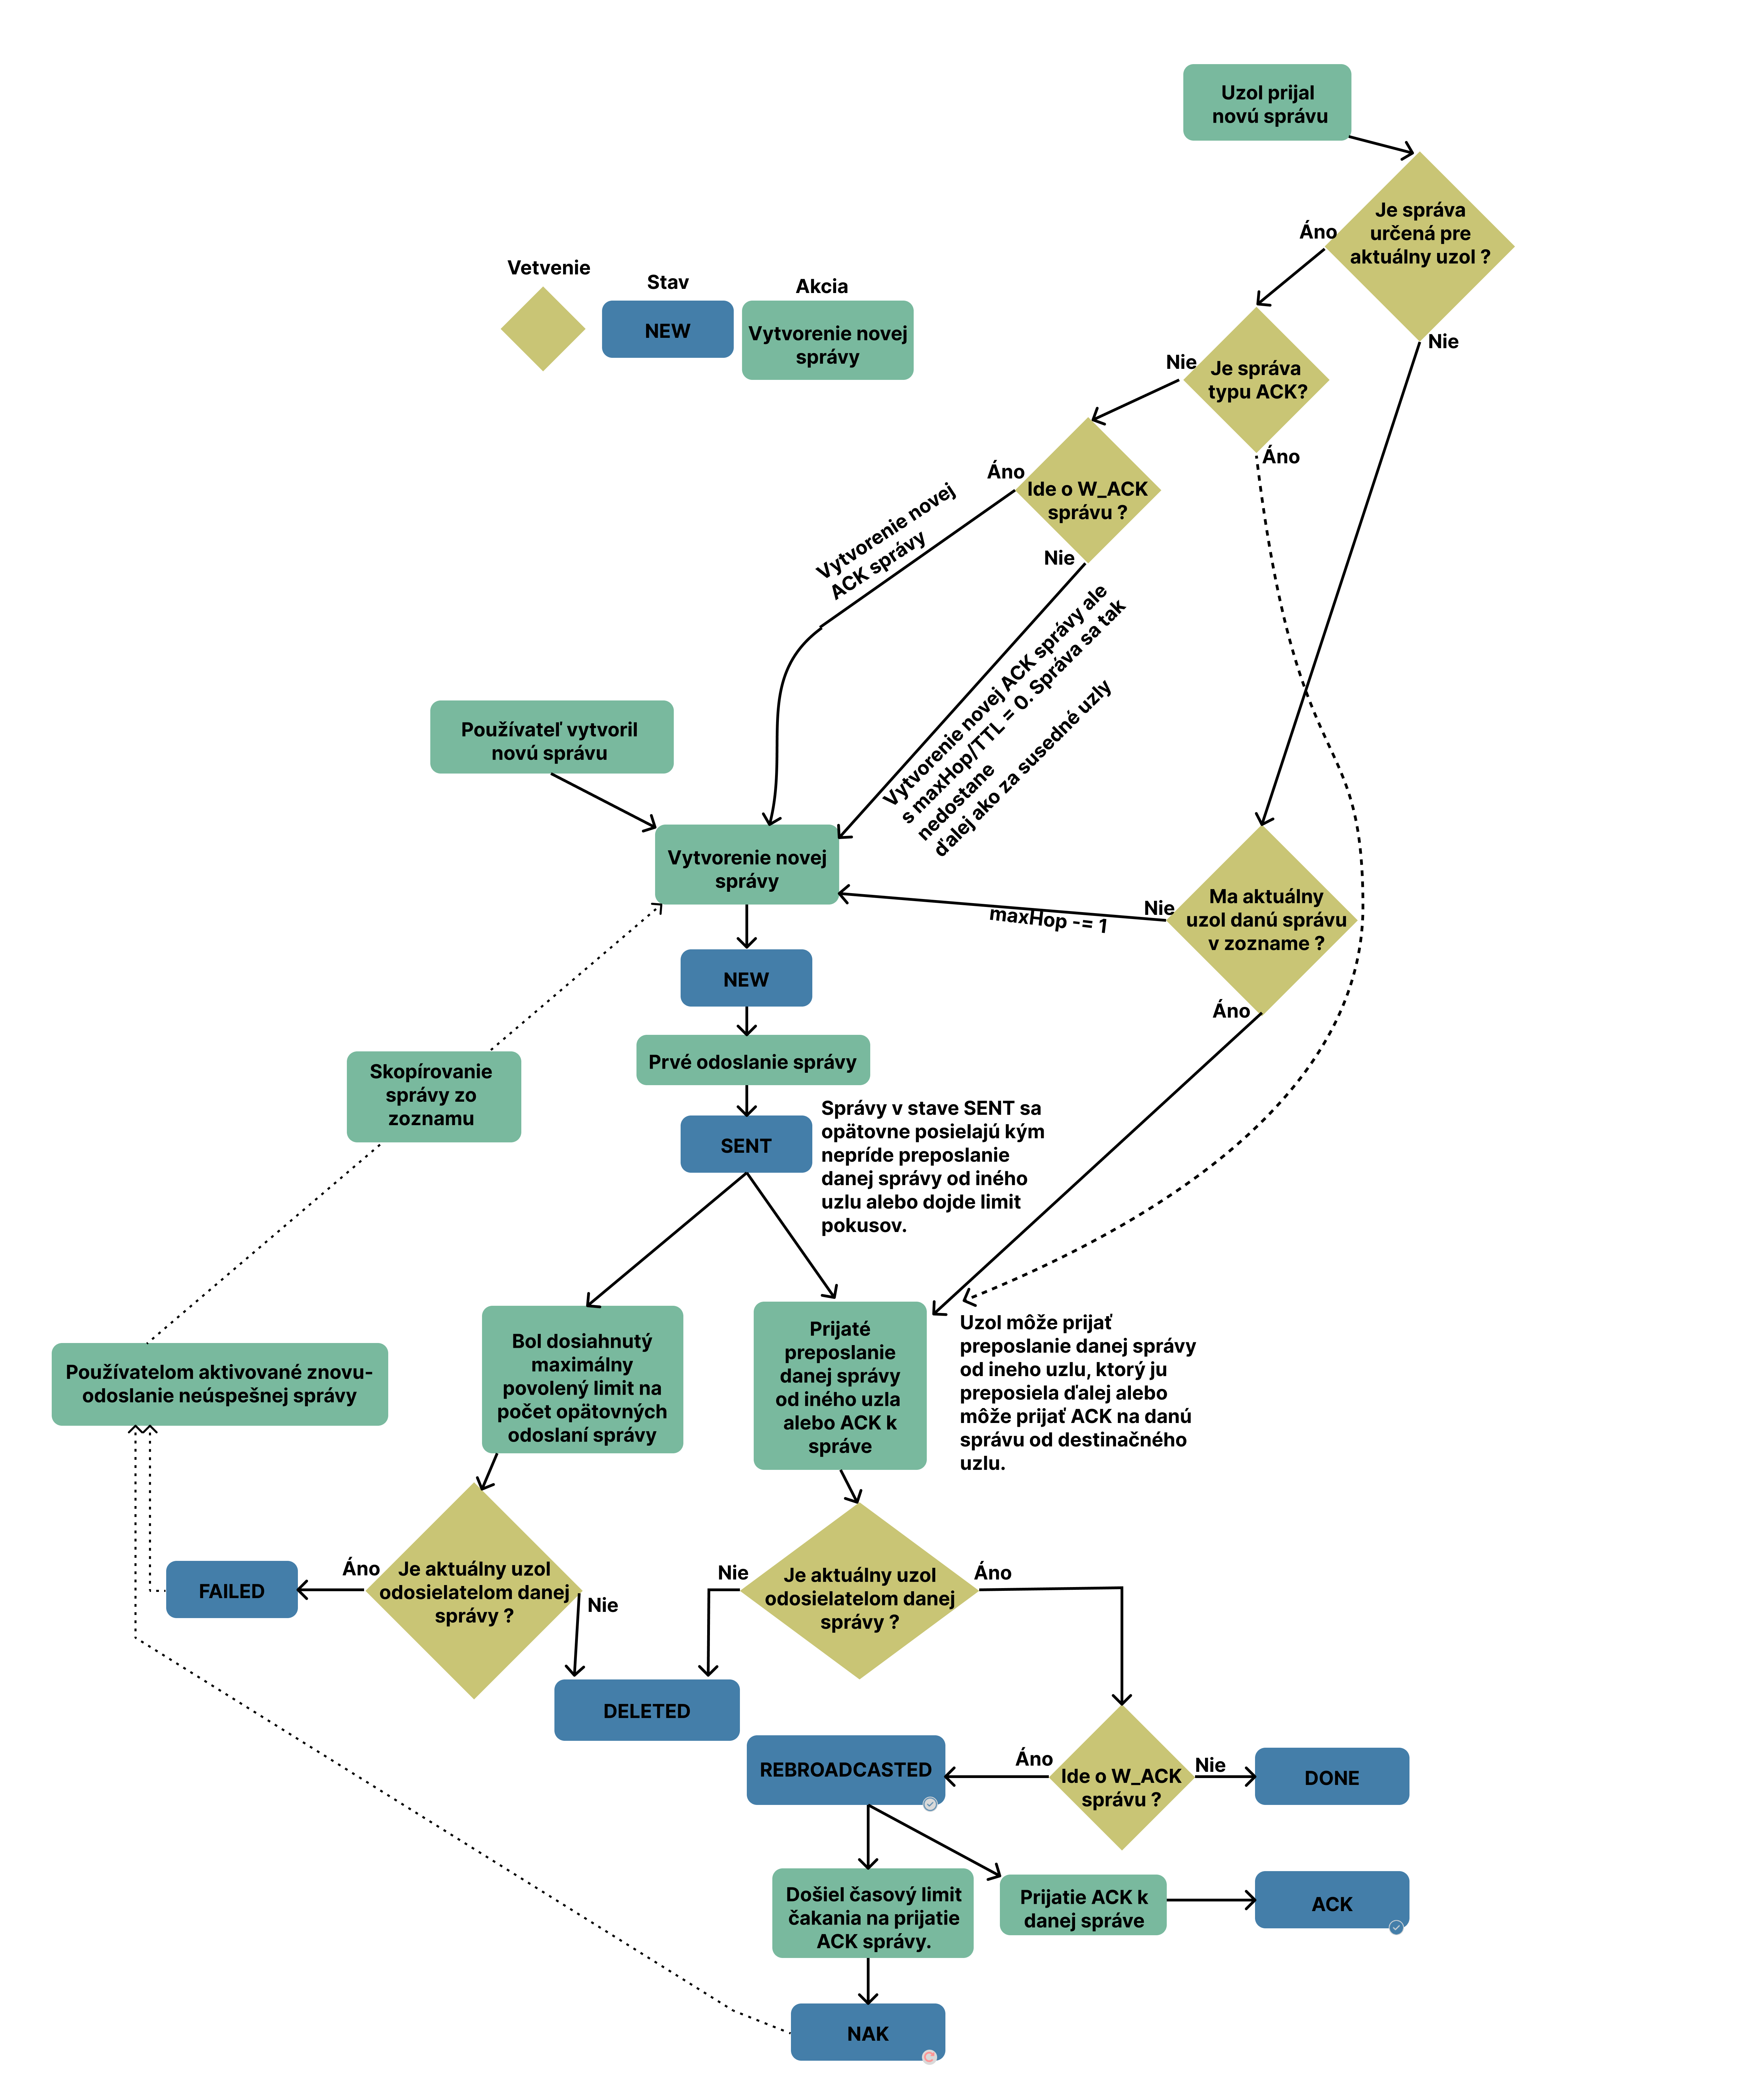 Uzol prijal
novú správu
Je správa
určená pre
aktuálny uzol ?
Áno
Nie
Vetvenie
Stav
Akcia
NEW
Vytvorenie novej
správy
Je správa
typu ACK?
Nie
Áno
Ide o W_ACK
správu ?
Áno
Nie
Vytvorenie novej
ACK správy
Vytvorenie novej ACK správy ale
s maxHop/TTL = 0. Správa sa tak
nedostane
ďalej ako za susedné uzly
Používateľ vytvoril
novú správu
Vytvorenie novej
správy
Ma aktuálny
uzol danú správu
v zozname ?
Nie
maxHop -= 1
Áno
NEW
Prvé odoslanie správy
Skopírovanie
správy zo
zoznamu
SENT
Správy v stave SENT sa
opätovne posielajú kým
nepríde preposlanie
danej správy od iného
uzlu alebo dojde limit
pokusov.
Používatelom aktivované znovu-
odoslanie neúspešnej správy
Bol dosiahnutý
maximálny
povolený limit na
počet opätovných
odoslaní správy
Prijaté
preposlanie
danej správy
od iného uzla
alebo ACK k
správe
Uzol môže prijať
preposlanie danej správy
od ineho uzlu, ktorý ju
preposiela ďalej alebo
môže prijať ACK na danú
správu od destinačného
uzlu.
FAILED
Áno
Je aktuálny uzol
odosielatelom danej
správy ?
Nie
Nie
Je aktuálny uzol
odosielatelom danej
správy ?
Áno
DELETED
REBROADCASTED
Áno
Ide o W_ACK
správu ?
Nie
DONE
Došiel časový limit
čakania na prijatie
ACK správy.
Prijatie ACK k
danej správe
ACK
NAK